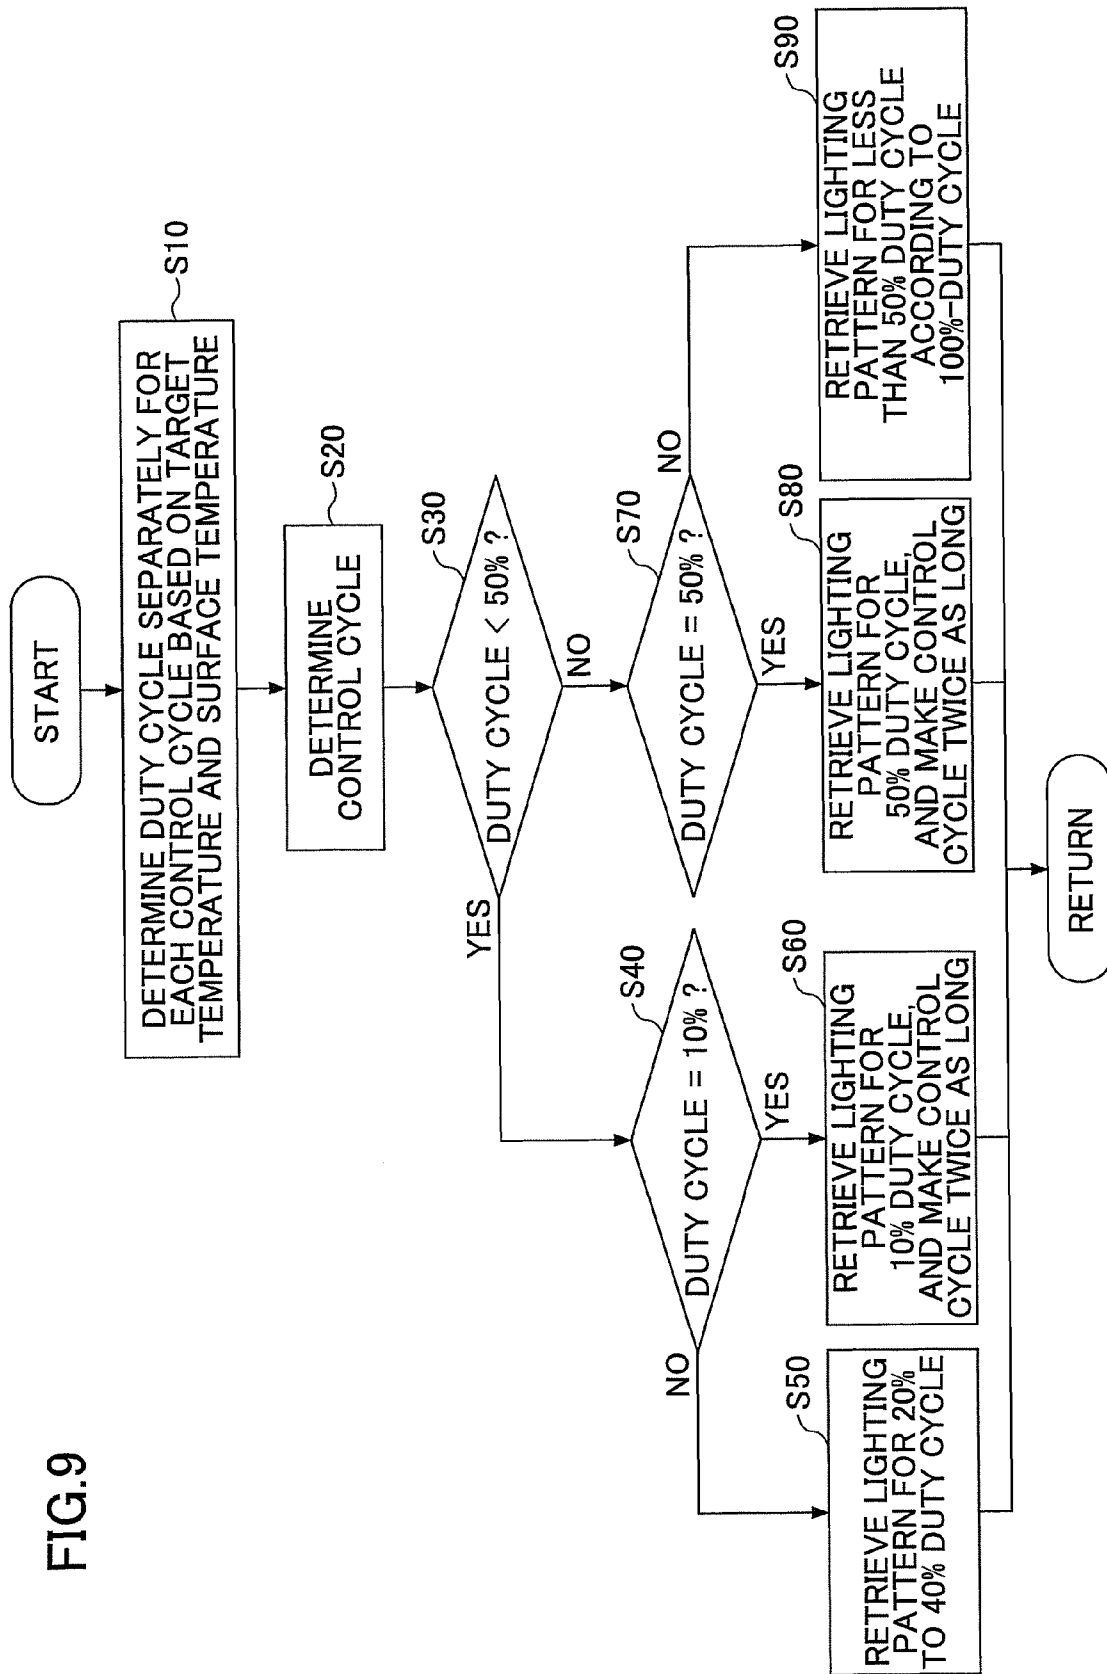 FIG.9
START
DETERMINE DUTY CYCLE SEPARATELY FOR
EACH CONTROL CYCLE BASED ON TARGET
TEMPERATURE AND SURFACE TEMPERATURE
S10
DETERMINE
CONTROL CYCLE
S20
DUTY CYCLE < 50% ?
S30
YES
NO
DUTY CYCLE = 10% ?
S40
NO
YES
DUTY CYCLE = 50% ?
S70
YES
NO
RETRIEVE LIGHTING
PATTERN FOR 20%
TO 40% DUTY CYCLE
S50
RETRIEVE LIGHTING
PATTERN FOR
10% DUTY CYCLE,
AND MAKE CONTROL
CYCLE TWICE AS LONG
S60
RETRIEVE LIGHTING
PATTERN FOR
50% DUTY CYCLE,
AND MAKE CONTROL
CYCLE TWICE AS LONG
S80
RETRIEVE LIGHTING
PATTERN FOR LESS
THAN 50% DUTY CYCLE
ACCORDING TO
100%-DUTY CYCLE
S90
RETURN